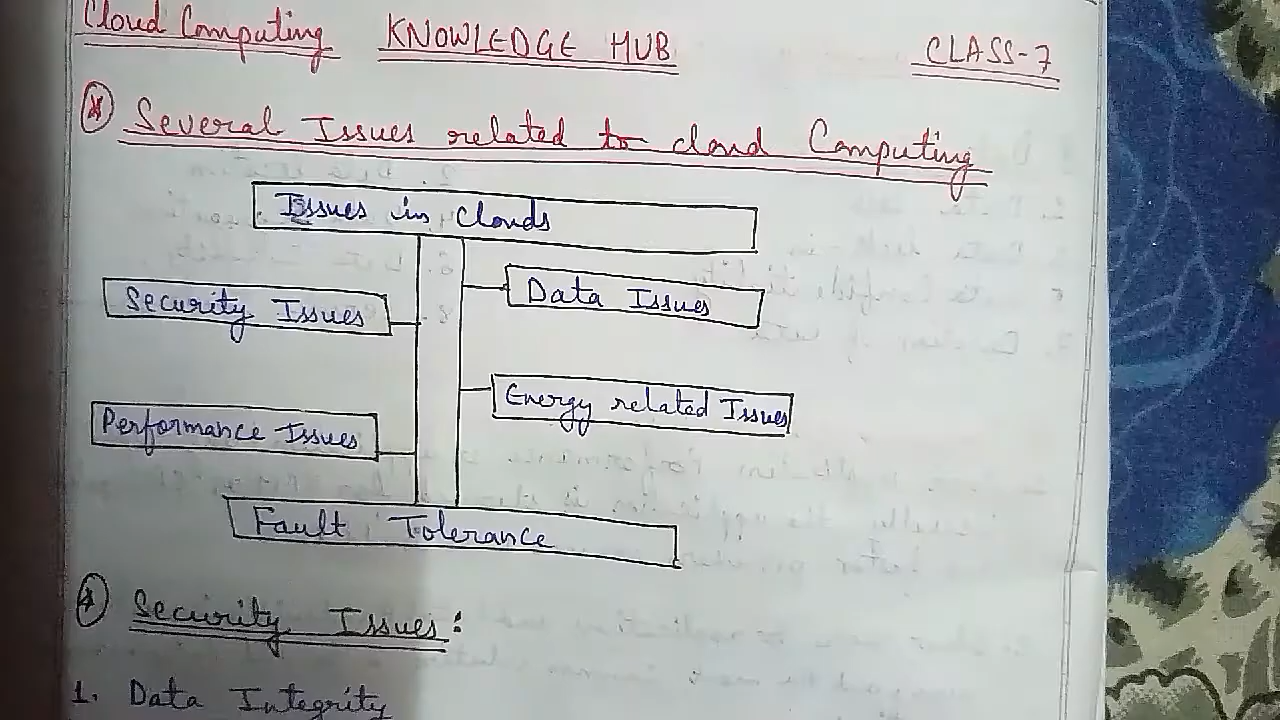 Cloud Computing KNOWLEDGE HUB CLASS-7
Several Issues related to cloud Computing
Issues in Clouds
Security Issues
Data Issues
Performance Issues
Energy related Issues
Fault Tolerance
Security Issues:
1. Data Integrity